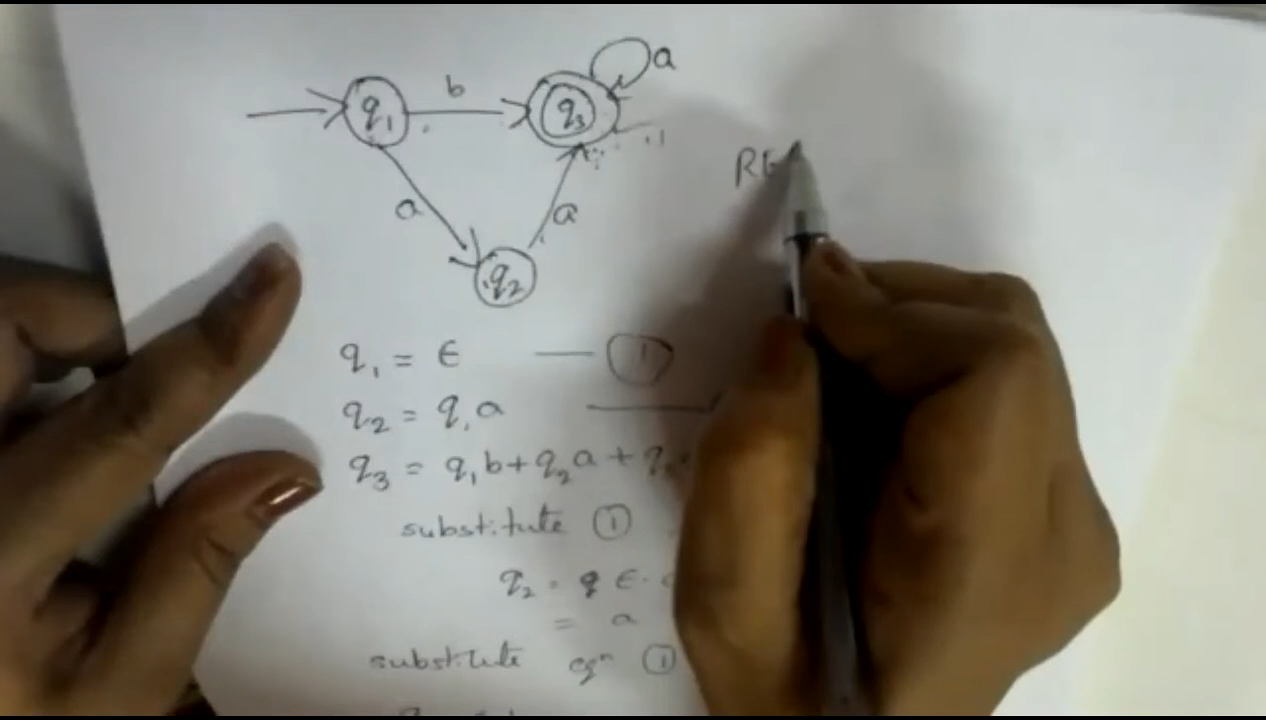 a
q₁ b q₃
RE
a a
q₂
q₁ = ϵ — ①
q₂ = q₁a
q₃ = q₁b + q₂a + q
substitute ①
q₂ = q ϵ ·
= a
substitute eqⁿ ①